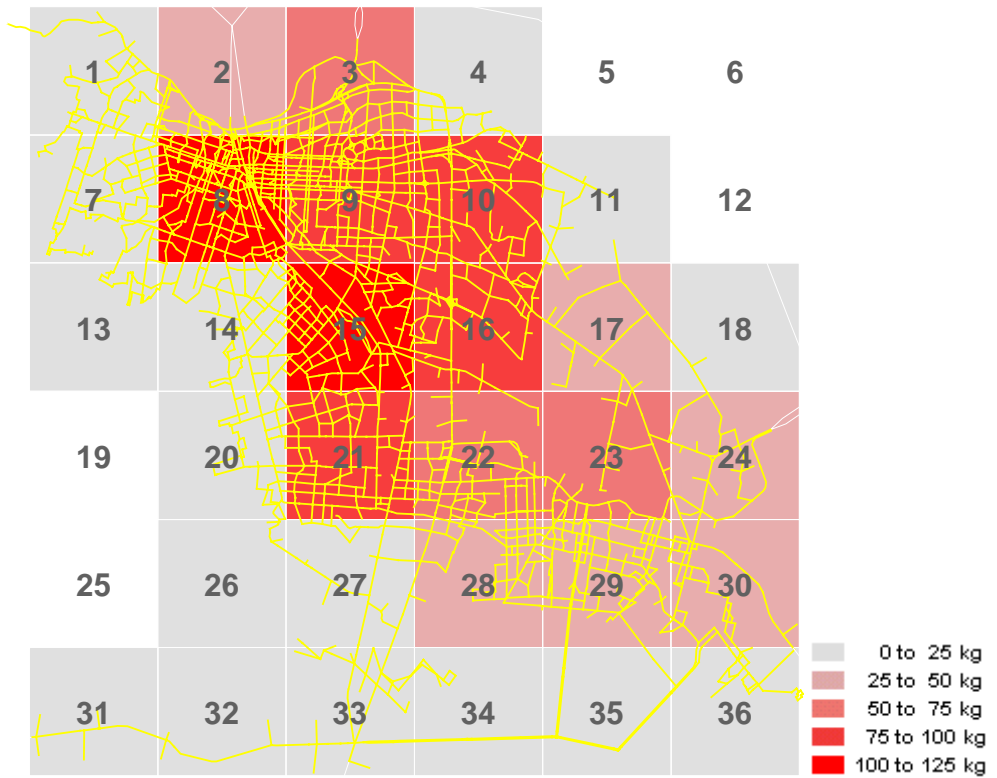 1 2 3 4 5 6
7 8 9 10 11 12
13 14 15 16 17 18
19 20 21 22 23 24
25 26 27 28 29 30
31 32 33 34 35 36
0 to 25 kg
25 to 50 kg
50 to 75 kg
75 to 100 kg
100 to 125 kg